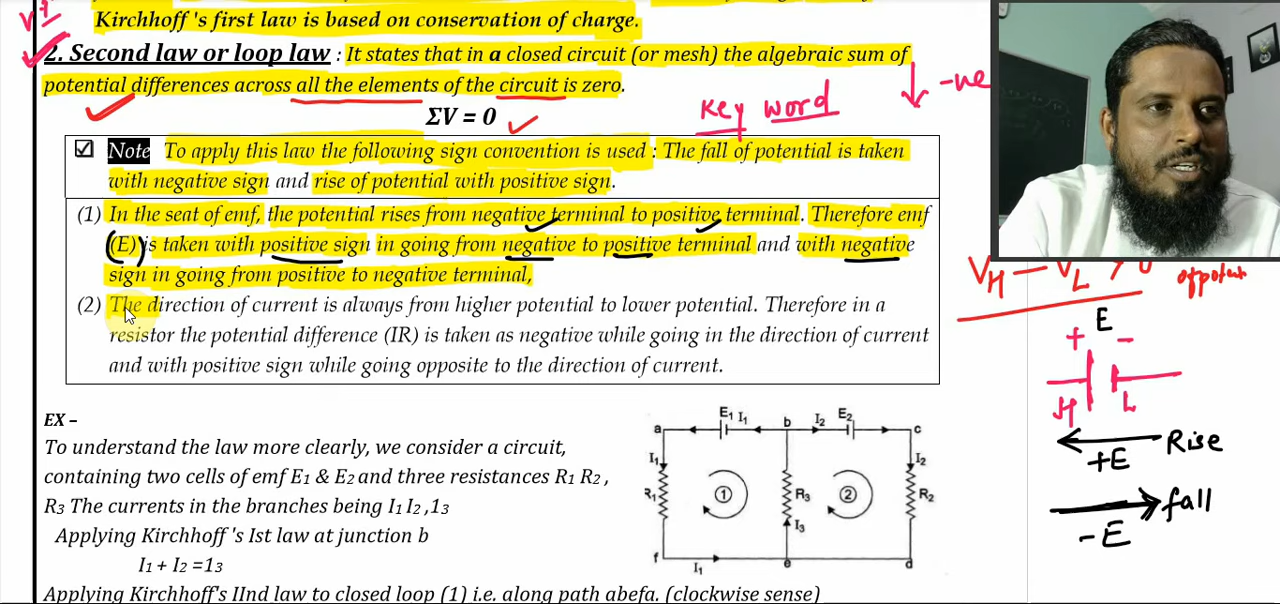 Kirchhoff 's first law is based on conservation of charge.
2. Second law or loop law : It states that in a closed circuit (or mesh) the algebraic sum of
potential differences across all the elements of the circuit is zero.
-ve
Key word
ΣV = 0
Note To apply this law the following sign convention is used : The fall of potential is taken
with negative sign and rise of potential with positive sign.
(1) In the seat of emf, the potential rises from negative terminal to positive terminal. Therefore emf
(E) is taken with positive sign in going from negative to positive terminal and with negative
sign in going from positive to negative terminal,
(2) The direction of current is always from higher potential to lower potential. Therefore in a
resistor the potential difference (IR) is taken as negative while going in the direction of current
and with positive sign while going opposite to the direction of current.
VH – VL > 0
E
+ -
H L
+E Rise
-E fall
EX –
To understand the law more clearly, we consider a circuit,
containing two cells of emf E1 & E2 and three resistances R1 R2 ,
R3 The currents in the branches being I1 I2 ,13
Applying Kirchhoff 's Ist law at junction b
I1 + I2 =13
Applying Kirchhoff's IInd law to closed loop (1) i.e. along path abefa. (clockwise sense)
a E1 I1 b I2 E2 c
I1 I2
R1 1 R3 2 R2
I3
f I1 e d